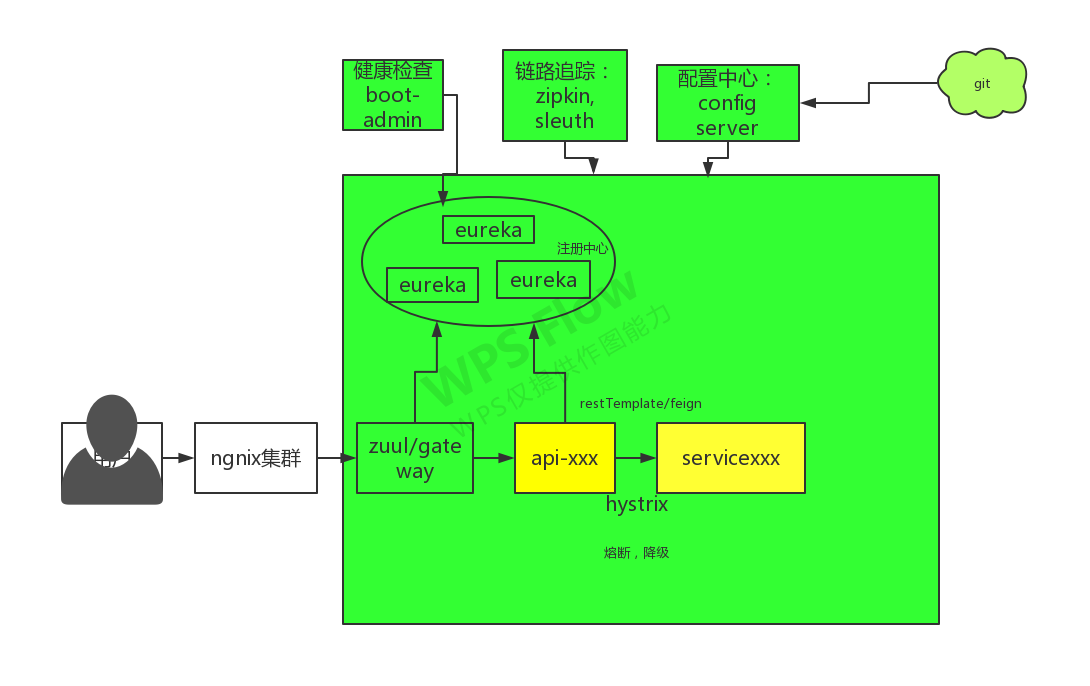 健康检查
boot-
admin
链路追踪：
zipkin,
sleuth
配置中心：
config
server
git
eureka
注册中心
eureka
eureka
WPS Flow
WPS仅提供作图能力
restTemplate/feign
用户
ngnix集群
zuul/gate
way
api-xxx
servicexxx
hystrix
熔断，降级